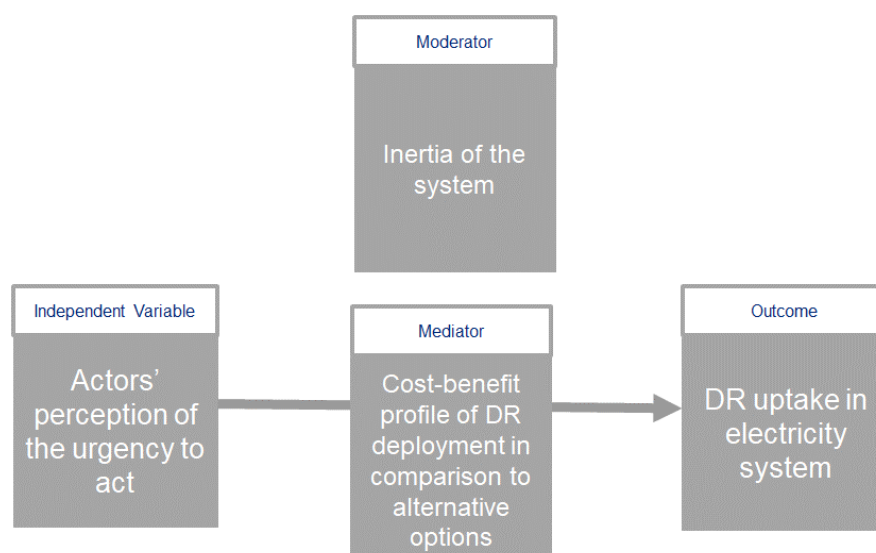 Moderator
Inertia of the
system
Independent Variable
Actors’
perception of
the urgency to
act
Mediator
Cost-benefit
profile of DR
deployment in
comparison to
alternative
options
Outcome
DR uptake in
electricity
system